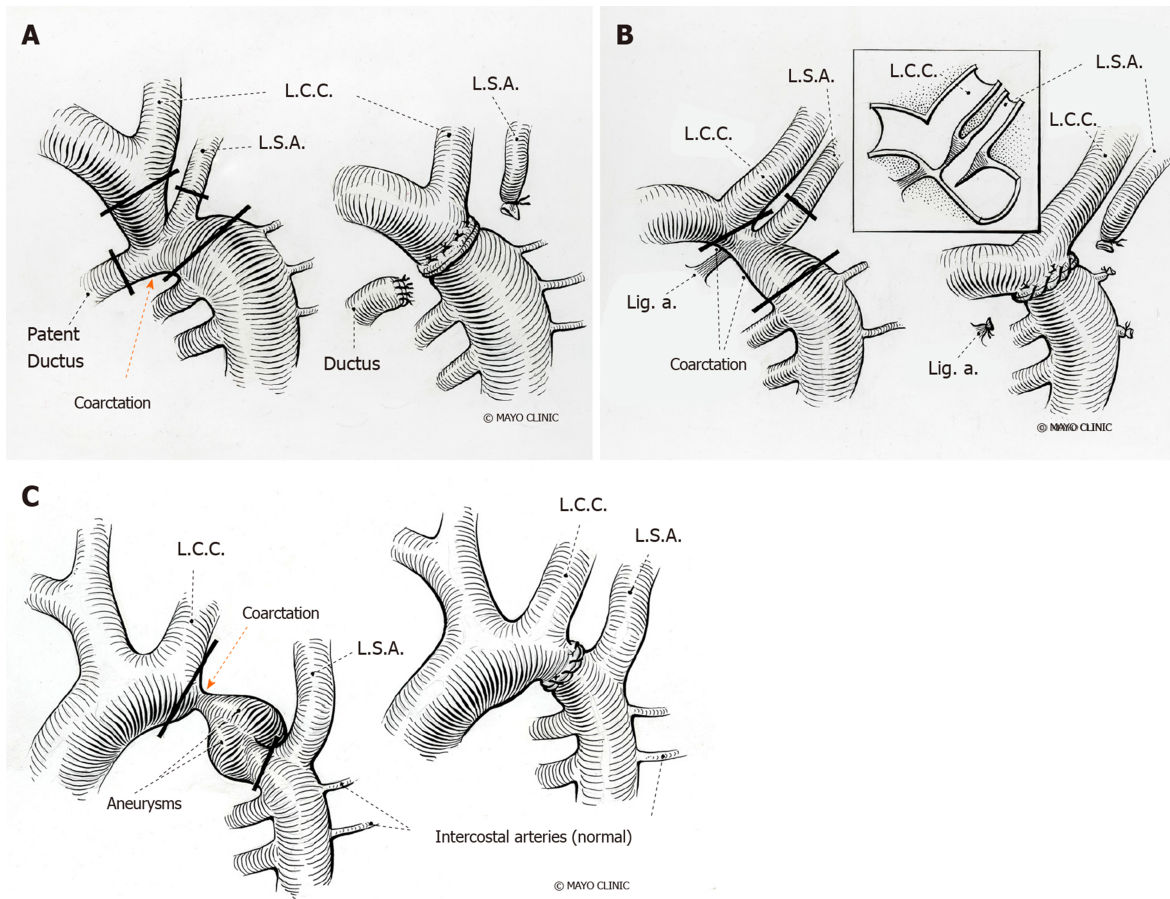 A
L.C.C.
L.S.A.
L.S.A.
Patent
Ductus
Ductus
Coarctation
© MAYO CLINIC
B
L.S.A.
L.C.C.
L.C.C.
L.S.A.
L.C.C.
Lig. a.
Coarctation
Lig. a.
© MAYO CLINIC
C
L.C.C.
Coarctation
L.S.A.
Aneurysms
L.C.C.
L.S.A.
Intercostal arteries (normal)
© MAYO CLINIC